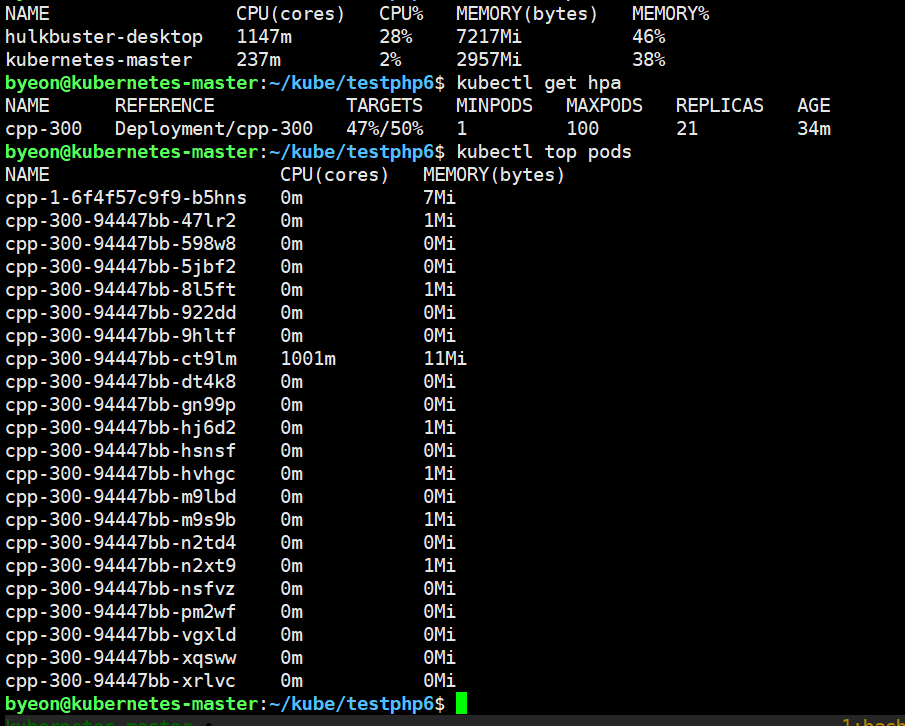 NAME CPU(cores) CPU% MEMORY(bytes) MEMORY%
hulkbuster-desktop 1147m 28% 7217Mi 46%
kubernetes-master 237m 2% 2957Mi 38%
byeon@kubernetes-master:~/kube/testphp6$ kubectl get hpa
NAME REFERENCE TARGETS MINPODS MAXPODS REPLICAS AGE
cpp-300 Deployment/cpp-300 47%/50% 1 100 21 34m
byeon@kubernetes-master:~/kube/testphp6$ kubectl top pods
NAME CPU(cores) MEMORY(bytes)
cpp-1-6f4f57c9f9-b5hns 0m 7Mi
cpp-300-94447bb-47lr2 0m 1Mi
cpp-300-94447bb-598w8 0m 0Mi
cpp-300-94447bb-5jbf2 0m 0Mi
cpp-300-94447bb-8l5ft 0m 1Mi
cpp-300-94447bb-922dd 0m 0Mi
cpp-300-94447bb-9hltf 0m 0Mi
cpp-300-94447bb-ct9lm 1001m 11Mi
cpp-300-94447bb-dt4k8 0m 0Mi
cpp-300-94447bb-gn99p 0m 0Mi
cpp-300-94447bb-hj6d2 0m 1Mi
cpp-300-94447bb-hsnsf 0m 0Mi
cpp-300-94447bb-hvhgc 0m 1Mi
cpp-300-94447bb-m9lbd 0m 0Mi
cpp-300-94447bb-m9s9b 0m 1Mi
cpp-300-94447bb-n2td4 0m 0Mi
cpp-300-94447bb-n2xt9 0m 1Mi
cpp-300-94447bb-nsfvz 0m 0Mi
cpp-300-94447bb-pm2wf 0m 0Mi
cpp-300-94447bb-vgxld 0m 0Mi
cpp-300-94447bb-xqsww 0m 0Mi
cpp-300-94447bb-xrlvc 0m 0Mi
byeon@kubernetes-master:~/kube/testphp6$